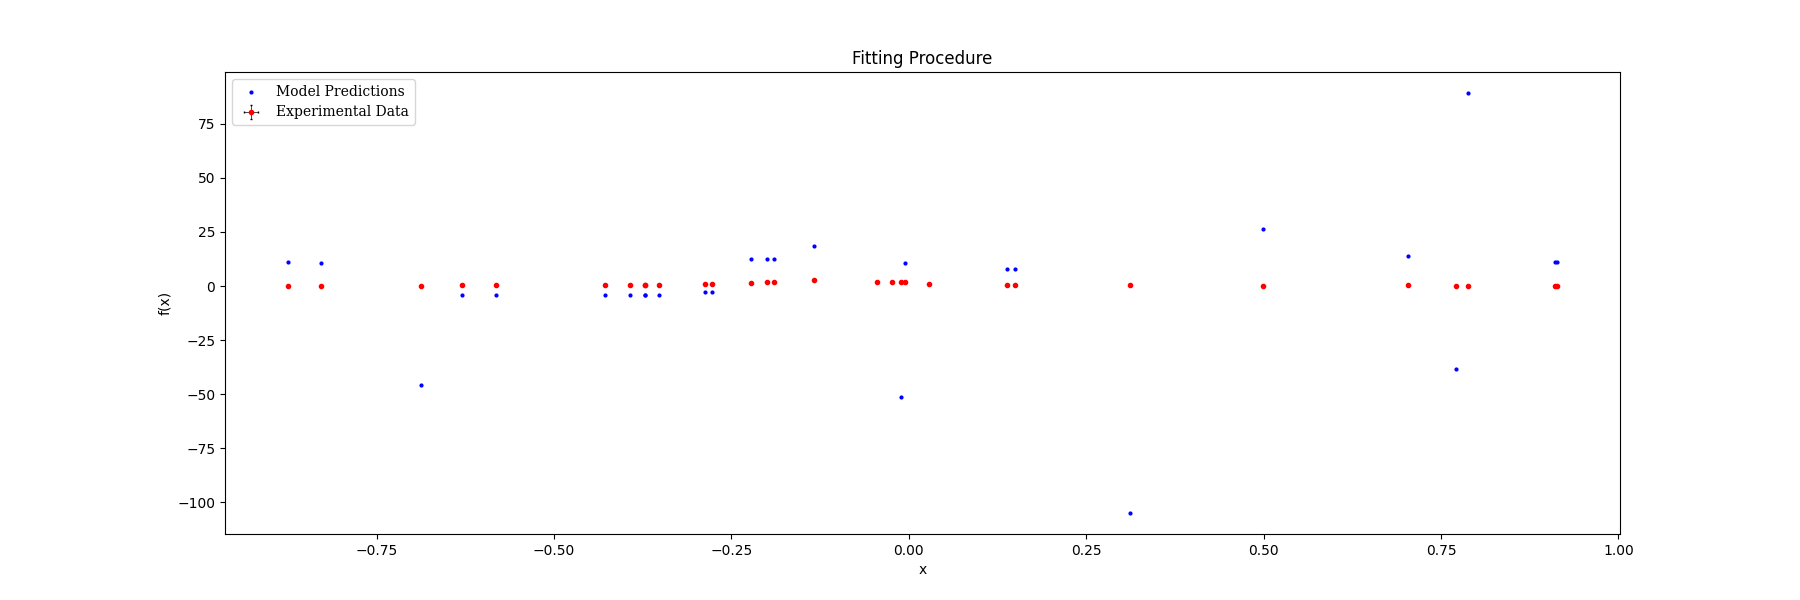 Fitting Procedure
Model Predictions
Experimental Data
75
50
25
0
−25
−50
−75
−100
f(x)
−0.75 −0.50 −0.25 0.00 0.25 0.50 0.75 1.00
x